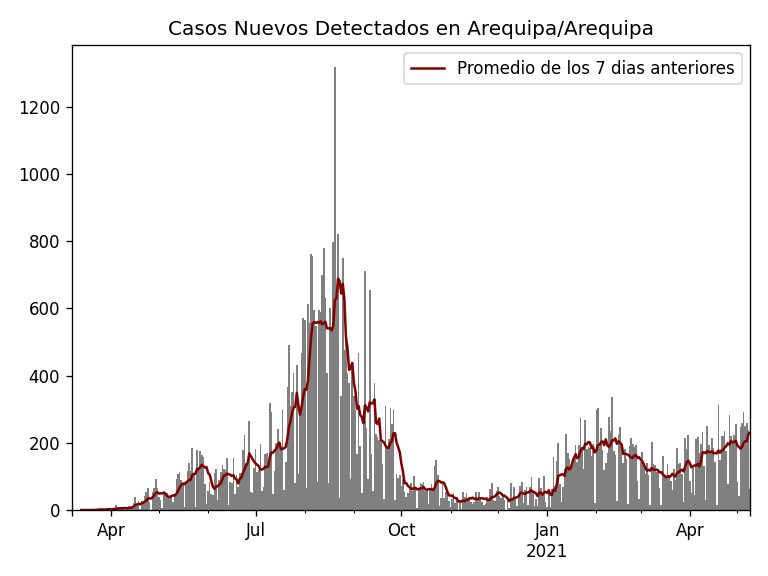 Casos Nuevos Detectados en Arequipa/Arequipa
Promedio de los 7 dias anteriores
1200
1000
800
600
400
200
0
Apr
Jul
Oct
Jan
2021
Apr